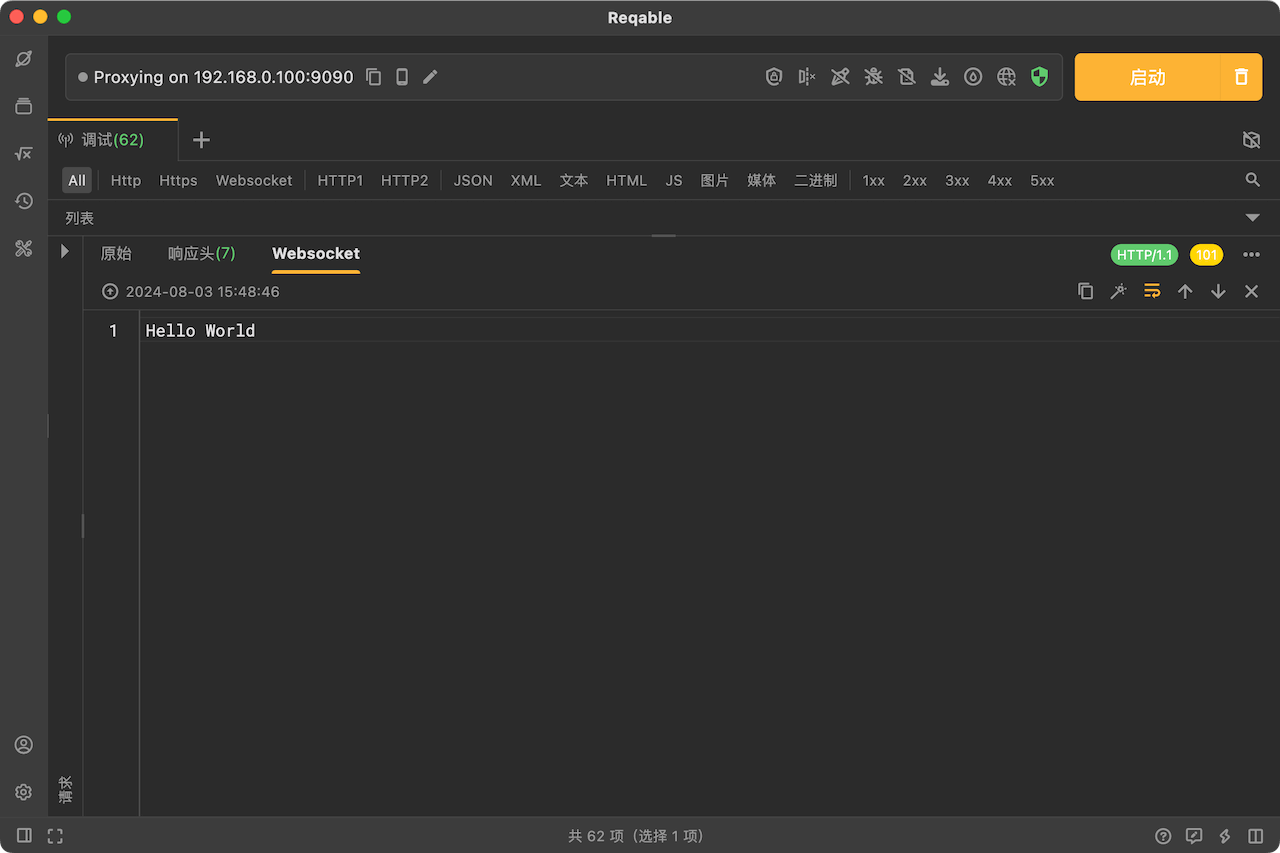 Reqable
Proxying on 192.168.0.100:9090
启动
调试(62)
All Http Https Websocket HTTP1 HTTP2 JSON XML 文本 HTML JS 图片 媒体 二进制 1xx 2xx 3xx 4xx 5xx
列表
原始 响应头(7) Websocket HTTP/1.1 101
2024-08-03 15:48:46
1 Hello World
请求
共 62 项（选择 1 项）